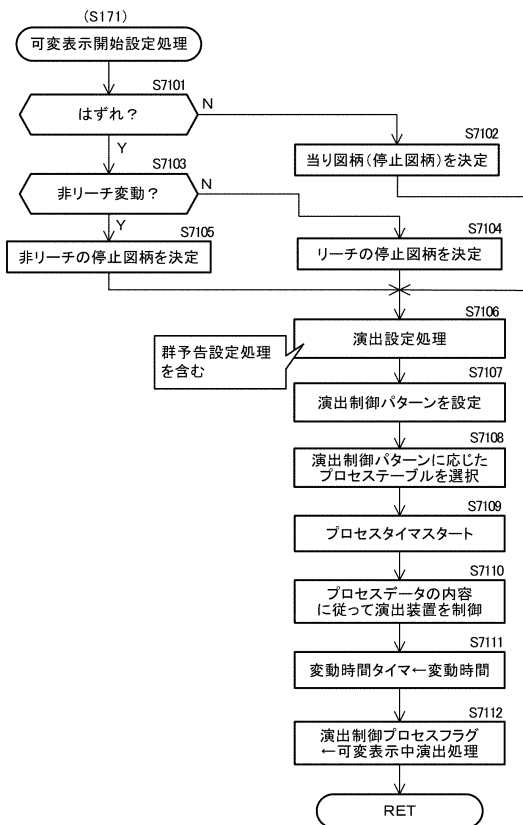 (S171)
可変表示開始設定処理
S7101
はずれ？
N
Y
S7102
当り図柄(停止図柄)を決定
S7103
非リーチ変動？
N
Y
S7105
非リーチの停止図柄を決定
S7104
リーチの停止図柄を決定
S7106
演出設定処理
群予告設定処理
を含む
S7107
演出制御パターンを設定
S7108
演出制御パターンに応じた
プロセステーブルを選択
S7109
プロセスタイマスタート
S7110
プロセスデータの内容
に従って演出装置を制御
S7111
変動時間タイマ←変動時間
S7112
演出制御プロセスフラグ
←可変表示中演出処理
RET